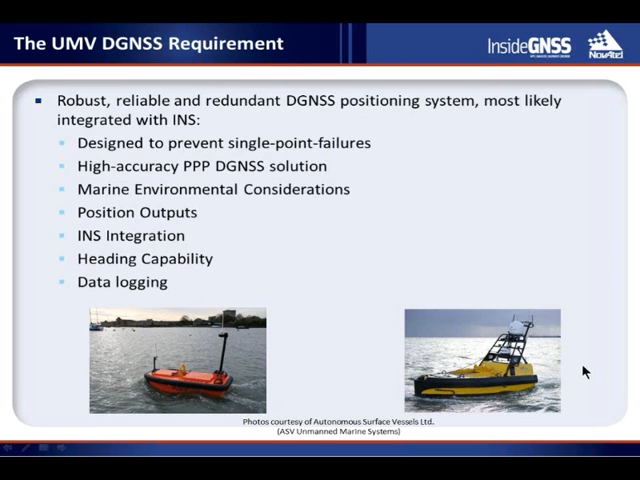 The UMV DGNSS Requirement
InsideGNSS
NovAtel
Robust, reliable and redundant DGNSS positioning system, most likely
integrated with INS:
Designed to prevent single-point-failures
High-accuracy PPP DGNSS solution
Marine Environmental Considerations
Position Outputs
INS Integration
Heading Capability
Data logging
Photos courtesy of Autonomous Surface Vessels Ltd.
(ASV Unmanned Marine Systems)